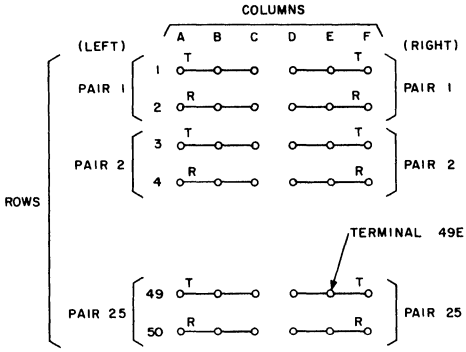 COLUMNS
A B C D E F
(LEFT) (RIGHT)
1 T T
PAIR 1 PAIR 1
2 R R
3 T T
PAIR 2 PAIR 2
4 R R
ROWS
TERMINAL 49E
49 T T
PAIR 25 PAIR 25
50 R R